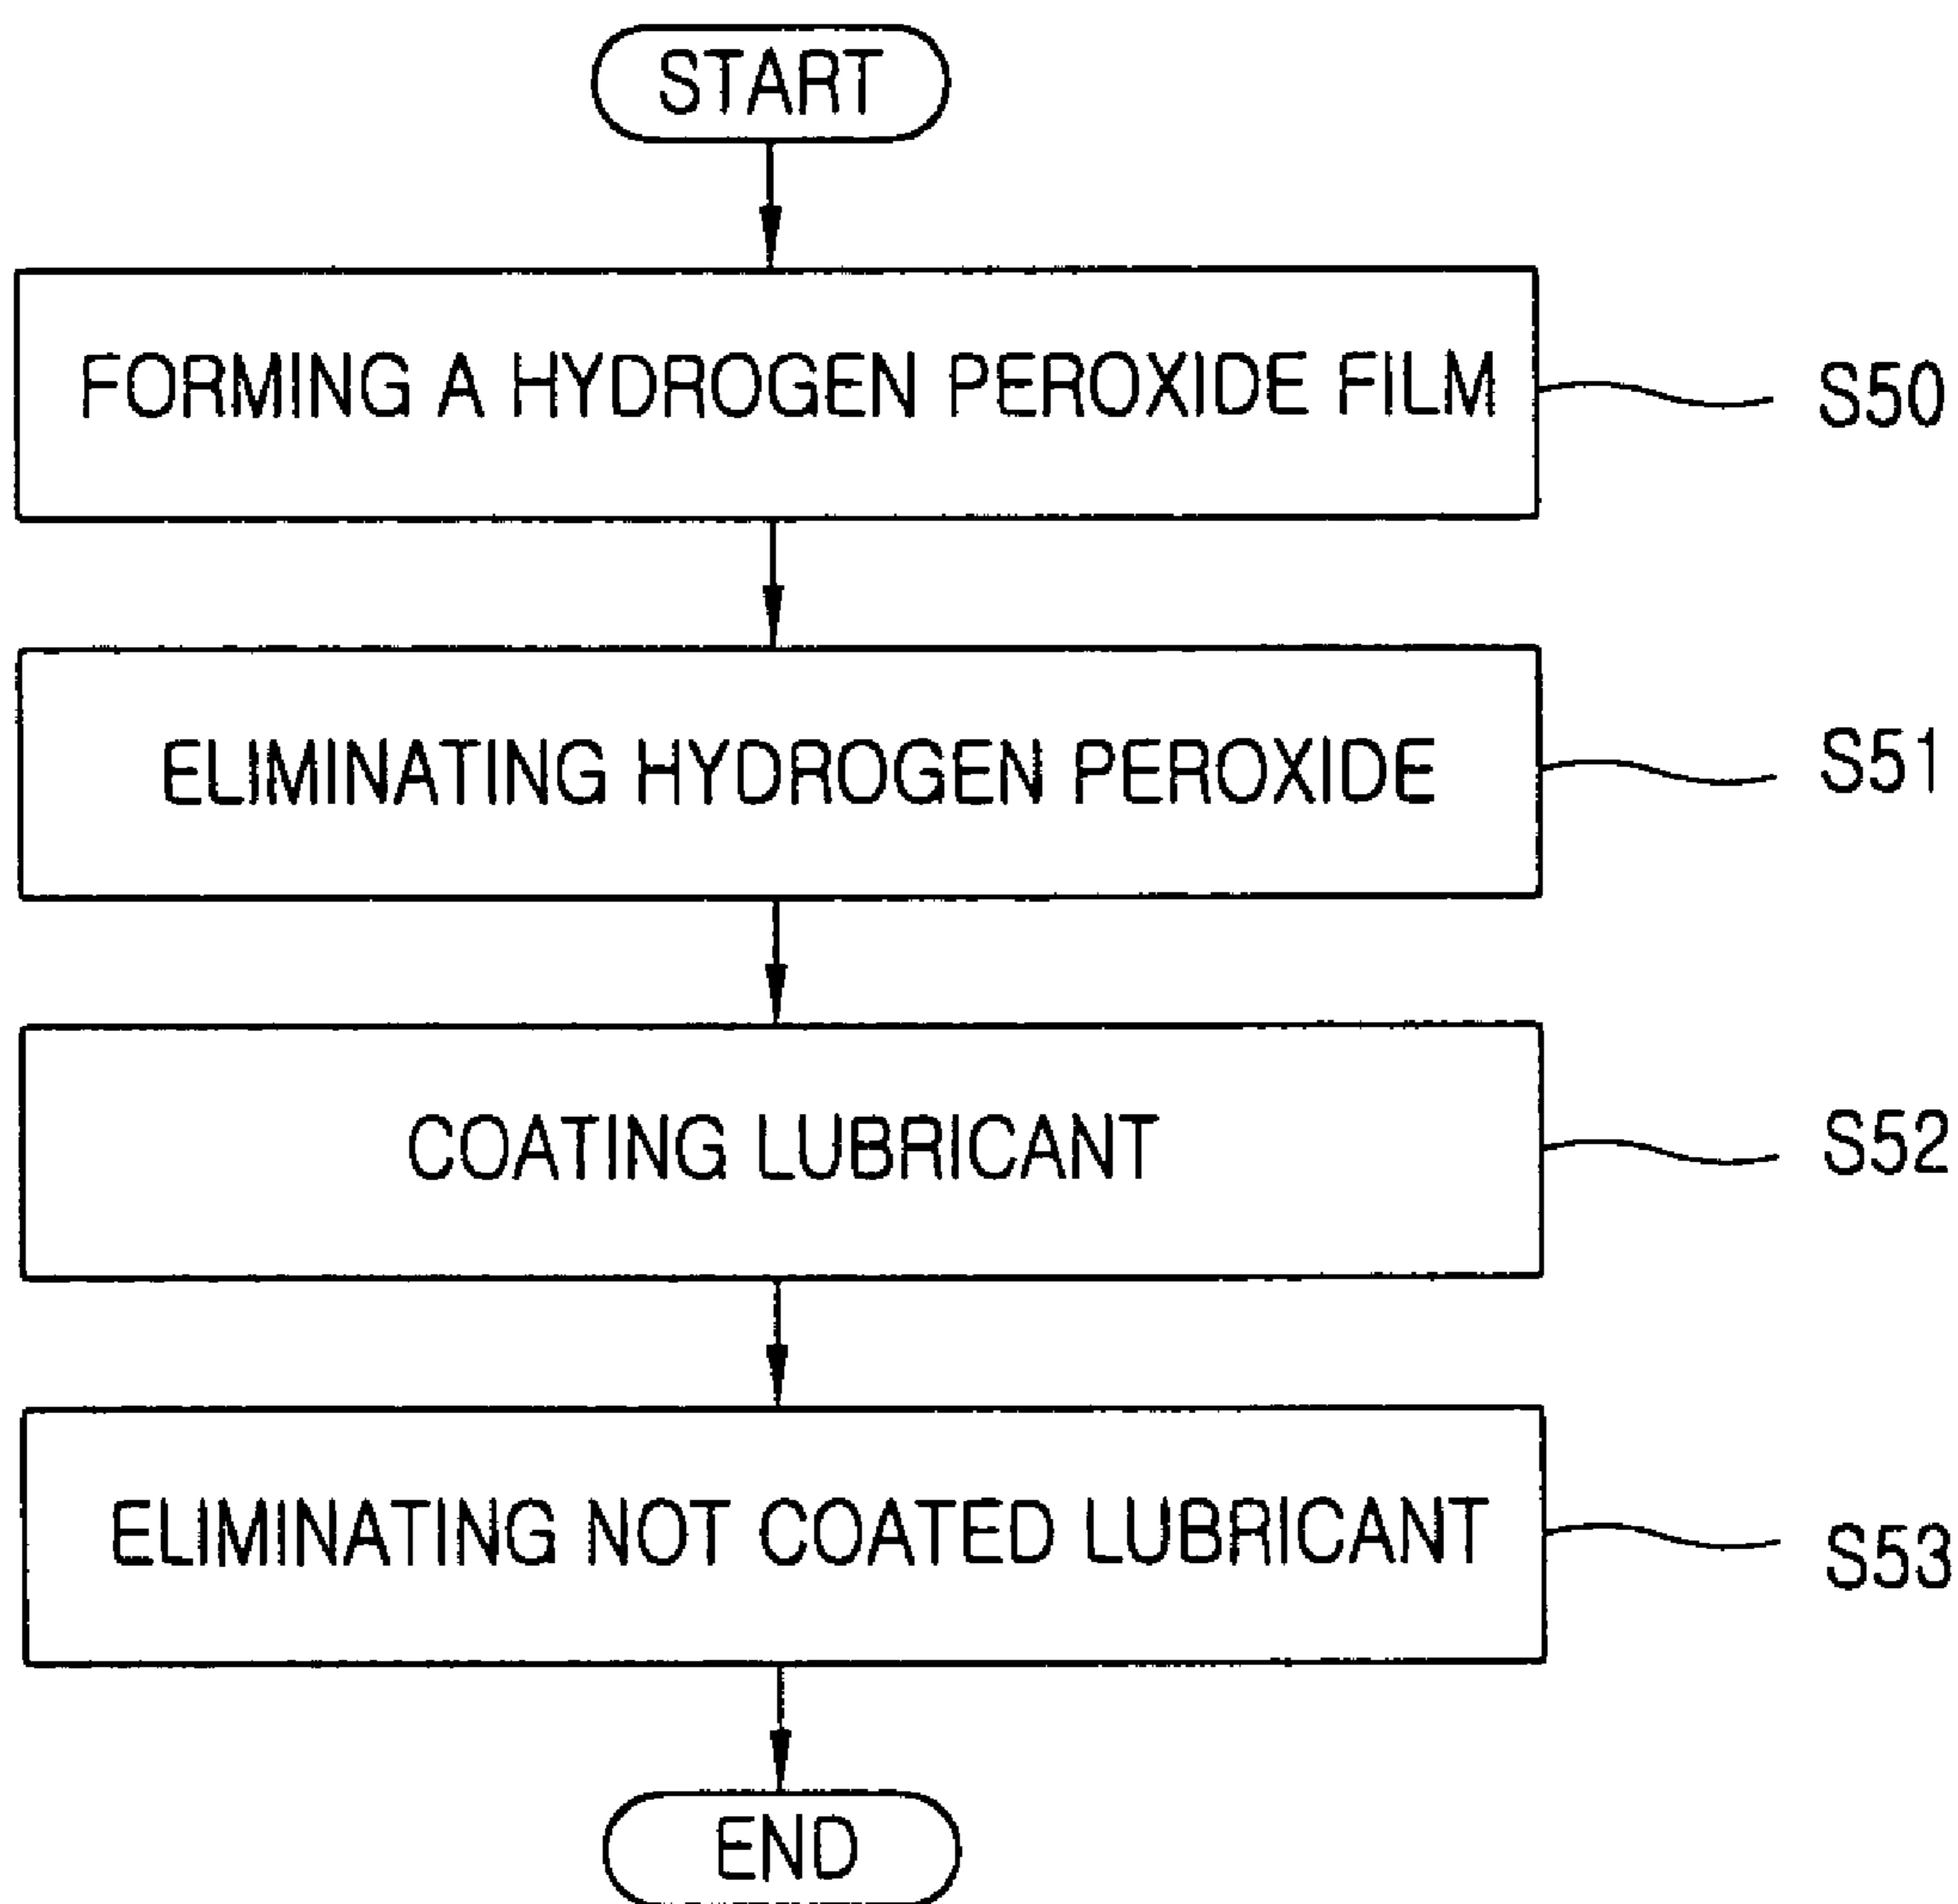 START
FORMING A HYDROGEN PEROXIDE FILM
S50
ELIMINATING HYDROGEN PEROXIDE
S51
COATING LUBRICANT
S52
ELIMINATING NOT COATED LUBRICANT
S53
END